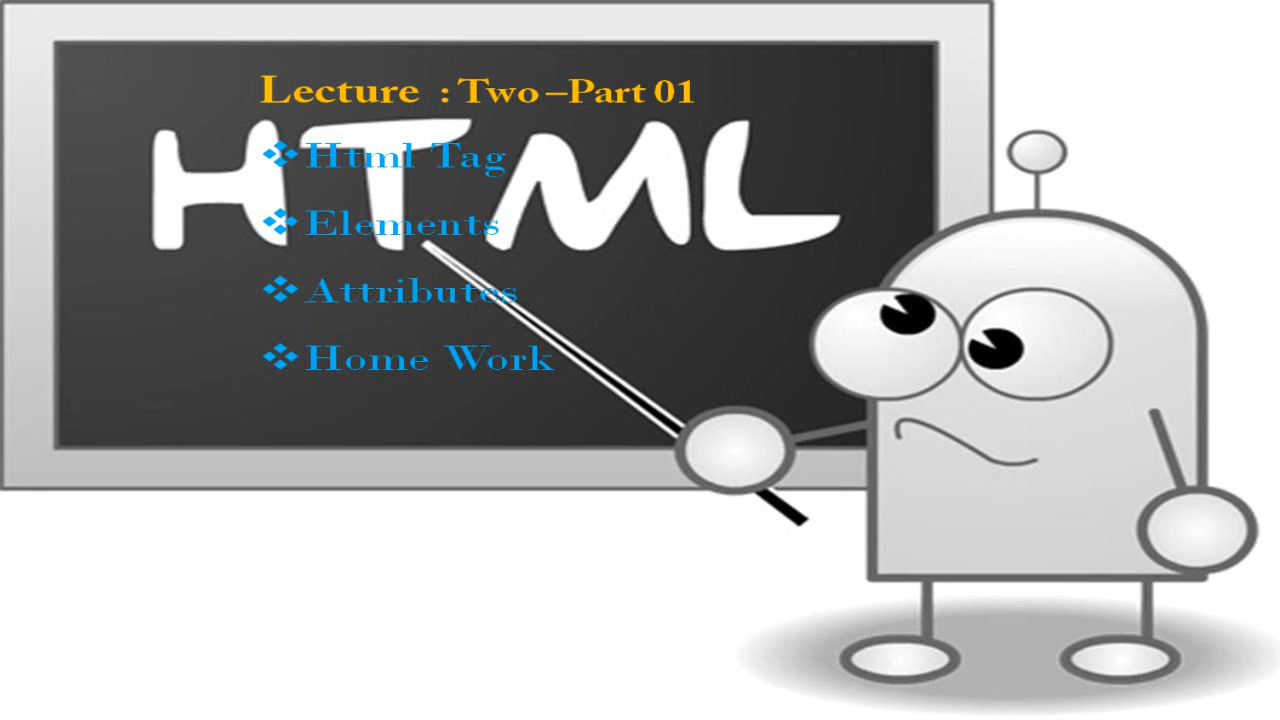 Lecture : Two–Part 01
HTML
Html Tag
Elements
Attributes
Home Work